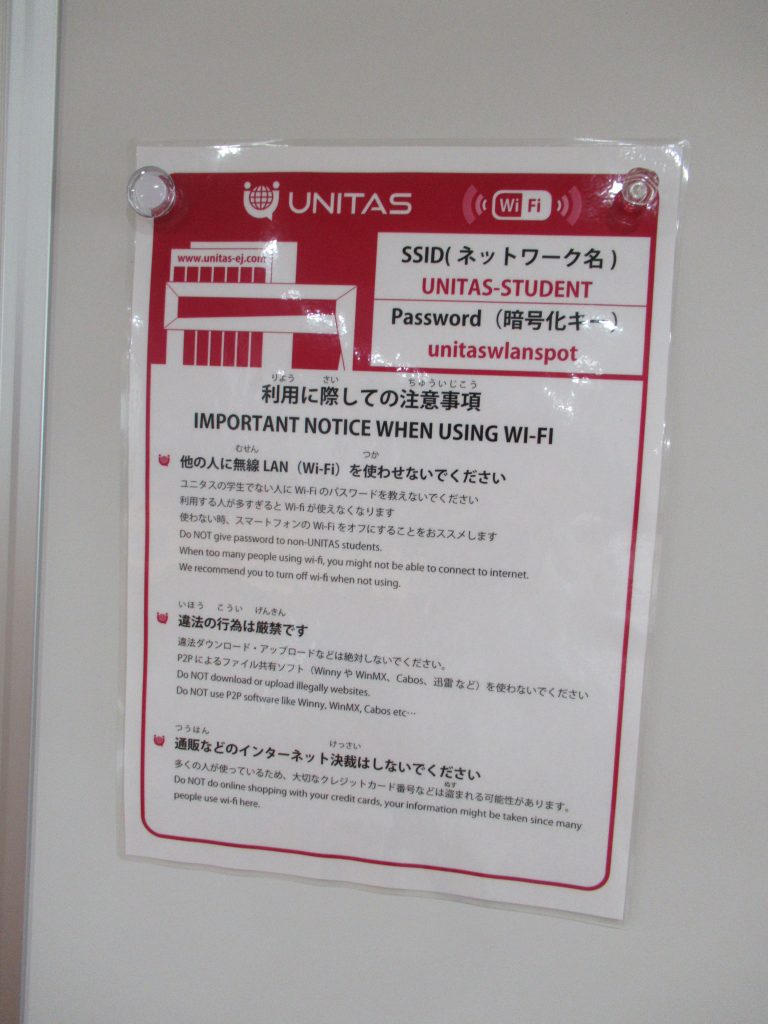 UNITAS
Wi Fi
www.unitas-ej.com
SSID( ネットワーク名 )
UNITAS-STUDENT
Password（暗号化キー）
unitaswlanspot
りよう さい ちゅういじこう
利用に際しての注意事項
IMPORTANT NOTICE WHEN USING WI-FI
むせん つか
他の人に無線 LAN（Wi-Fi）を使わせないでください
ユニタスの学生でない人に Wi-Fi のパスワードを教えないでください
利用する人が多すぎると Wi-fi が使えなくなります
使わない時、スマートフォンの Wi-Fi をオフにすることをおススメします
Do NOT give password to non-UNITAS students.
When too many people using wi-fi, you might not be able to connect to internet.
We recommend you to turn off wi-fi when not using.
いほう こうい げんきん
違法の行為は厳禁です
違法ダウンロード・アップロードなどは絶対しないでください。
P2P によるファイル共有ソフト（Winny や WinMX、Cabos、迅雷 など）を使わないでください
Do NOT download or upload illegally websites.
Do NOT use P2P software like Winny, WinMX, Cabos etc…
つうはん けっさい
通販などのインターネット決裁はしないでください
ぬす
多くの人が使っているため、大切なクレジットカード番号などは盗まれる可能性があります。
Do NOT do online shopping with your credit cards, your information might be taken since many
people use wi-fi here.